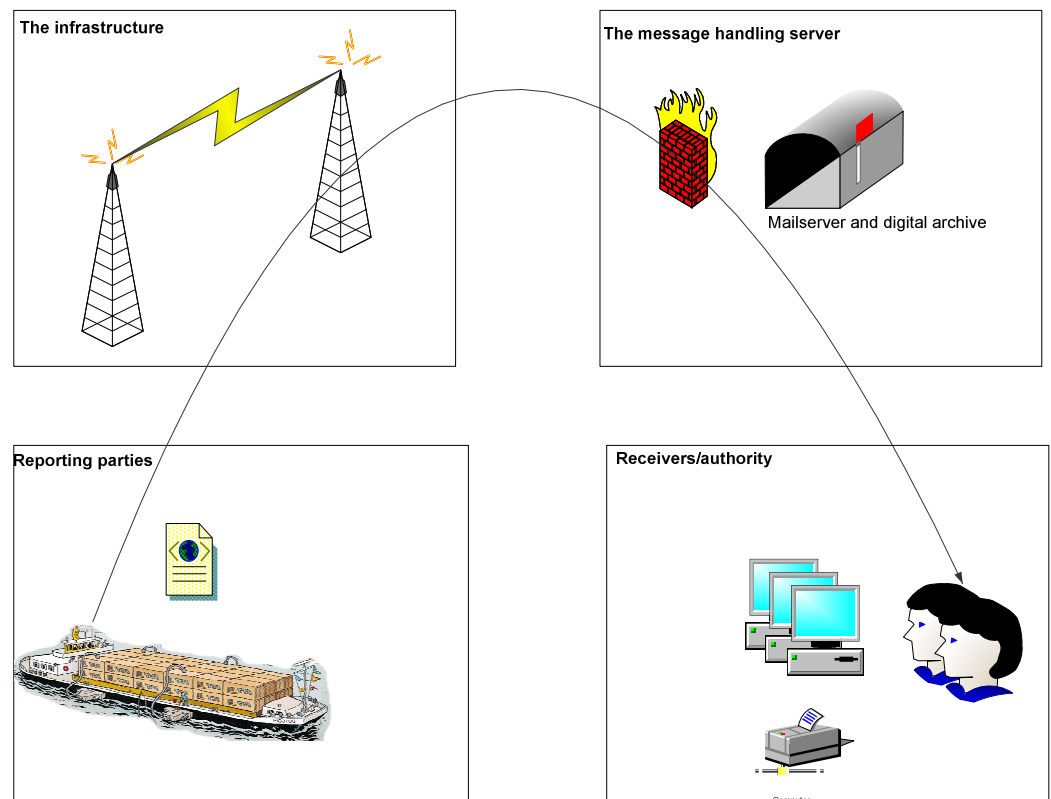 The infrastructure
The message handling server
Mailserver and digital archive
Reporting parties
Receivers/authority